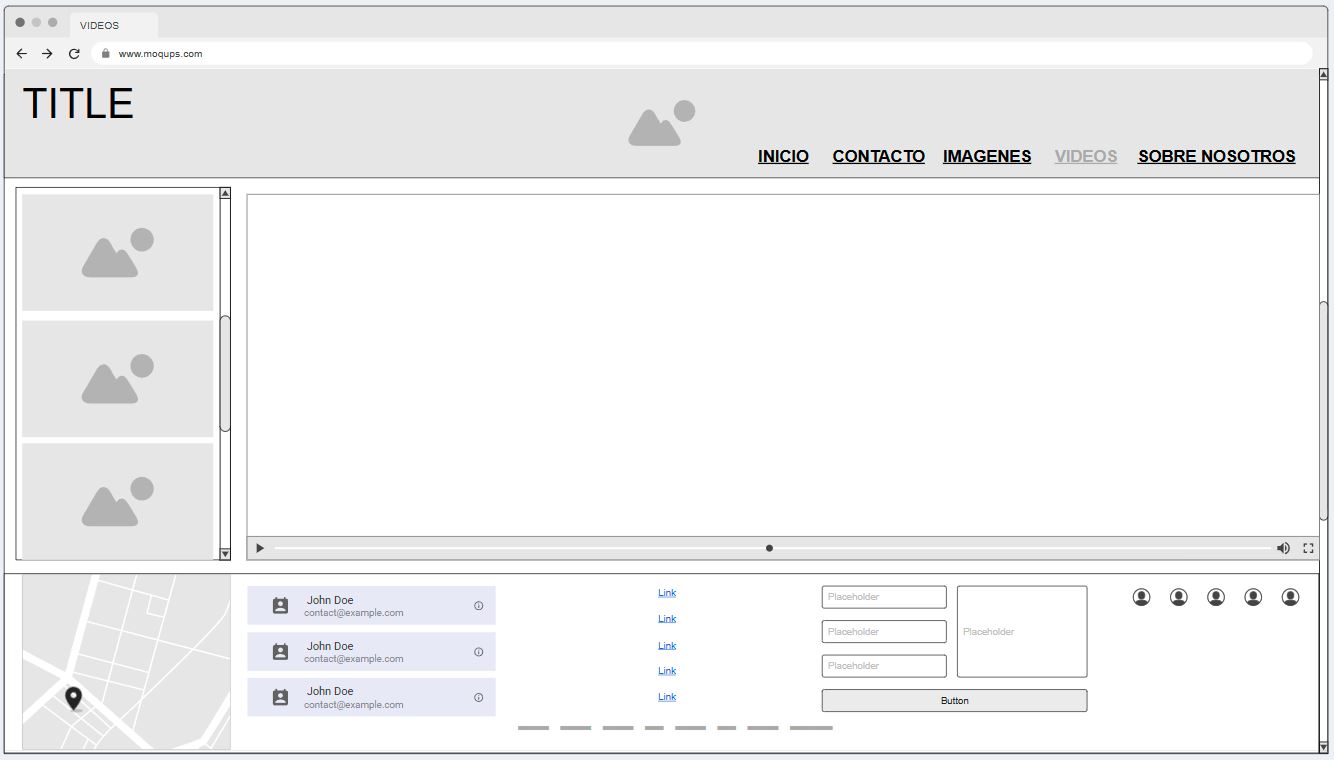 VIDEOS
www.moqups.com
TITLE
INICIO CONTACTO IMAGENES VIDEOS SOBRE NOSOTROS
John Doe
contact@example.com
John Doe
contact@example.com
John Doe
contact@example.com
Link
Link
Link
Link
Link
Placeholder
Placeholder
Placeholder
Placeholder
Button